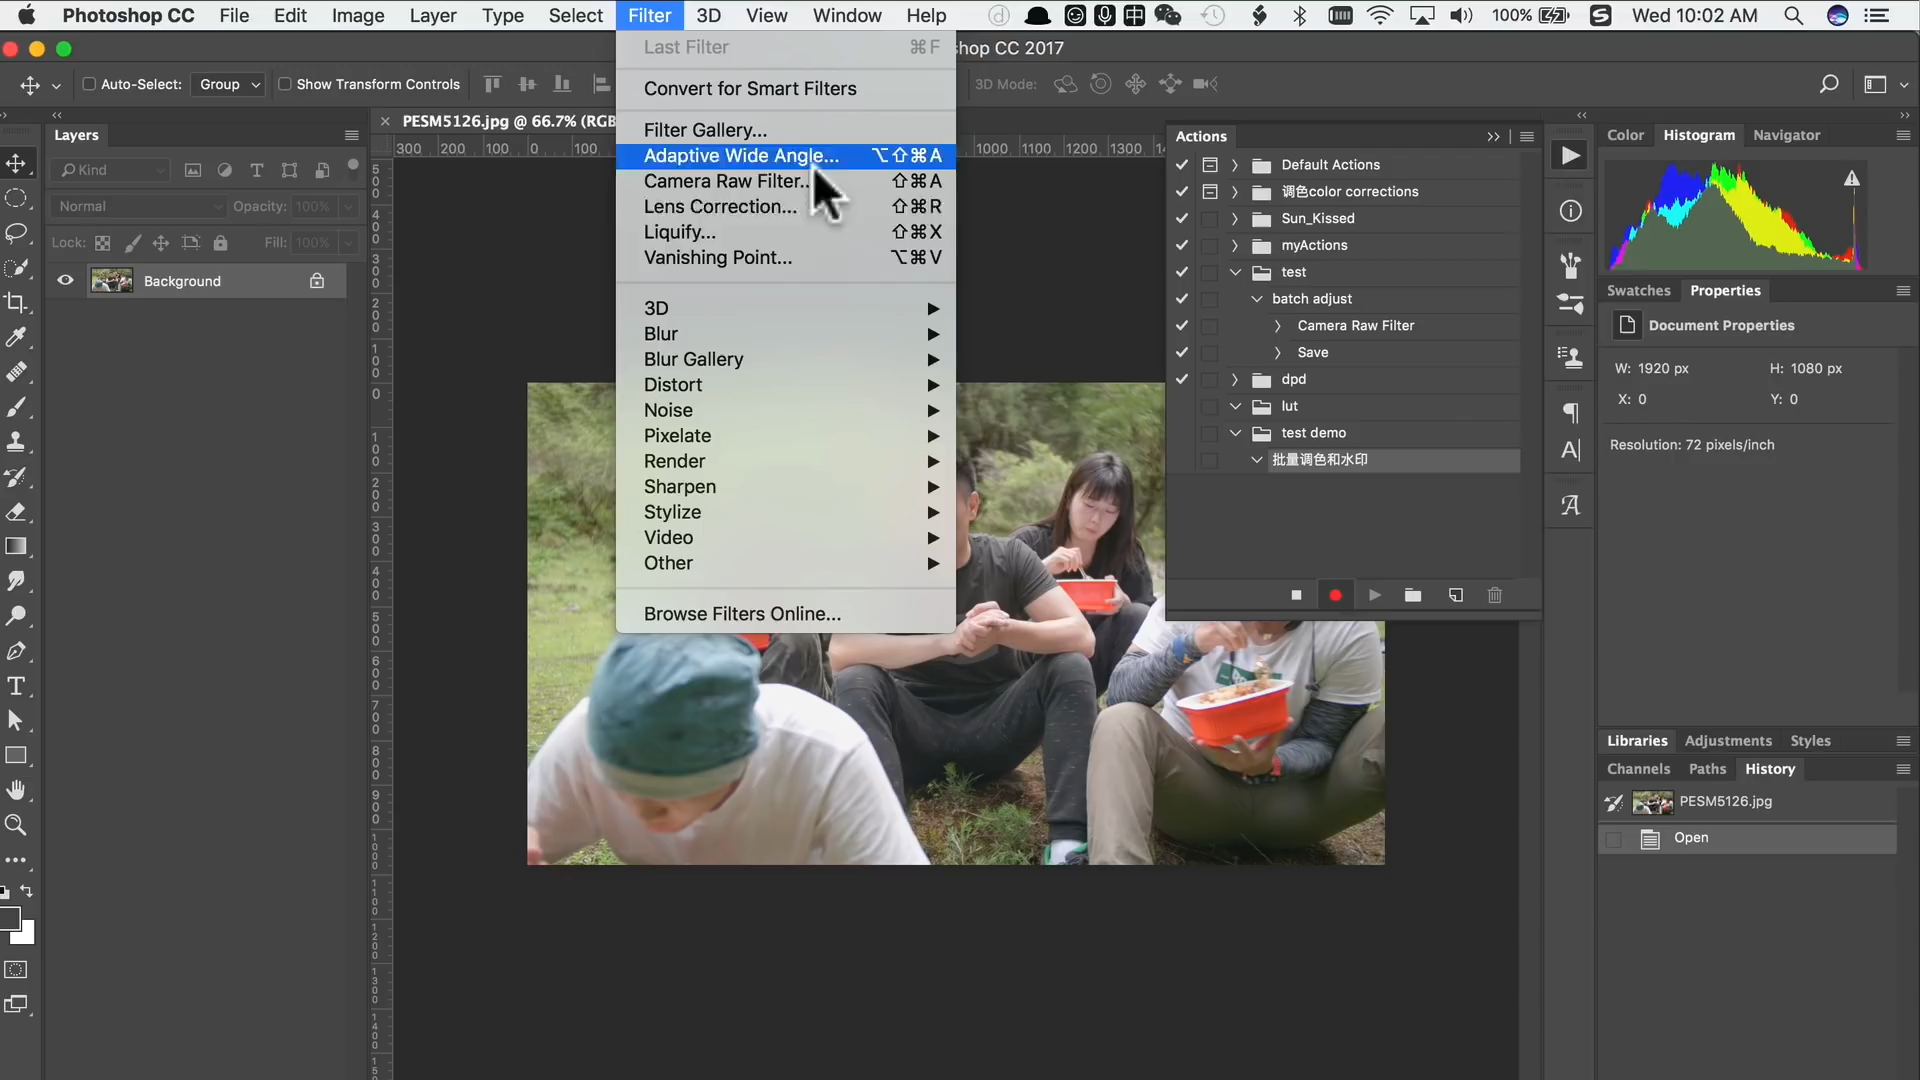 Photoshop CC File Edit Image Layer Type Select Filter 3D View Window Help 100% Wed 10:02 AM
shop CC 2017
Auto-Select: Group Show Transform Controls 3D Mode:
Last Filter ⌘F
Convert for Smart Filters
Filter Gallery...
Adaptive Wide Angle... ⌥⇧⌘A
Camera Raw Filter.. ⇧⌘A
Lens Correction... ⇧⌘R
Liquify... ⇧⌘X
Vanishing Point... ⌥⌘V
3D
Blur
Blur Gallery
Distort
Noise
Pixelate
Render
Sharpen
Stylize
Video
Other
Browse Filters Online...
Layers
Kind
Normal Opacity: 100%
Lock: Fill: 100%
Background
PESM5126.jpg @ 66.7% (RGB
300 200 100 0 100 1000 1100 1200 1300
Actions
Default Actions
调色color corrections
Sun_Kissed
myActions
test
batch adjust
Camera Raw Filter
Save
dpd
lut
test demo
批量调色和水印
Color Histogram Navigator
Swatches Properties
Document Properties
W: 1920 px H: 1080 px
X: 0 Y: 0
Resolution: 72 pixels/inch
Libraries Adjustments Styles
Channels Paths History
PESM5126.jpg
Open